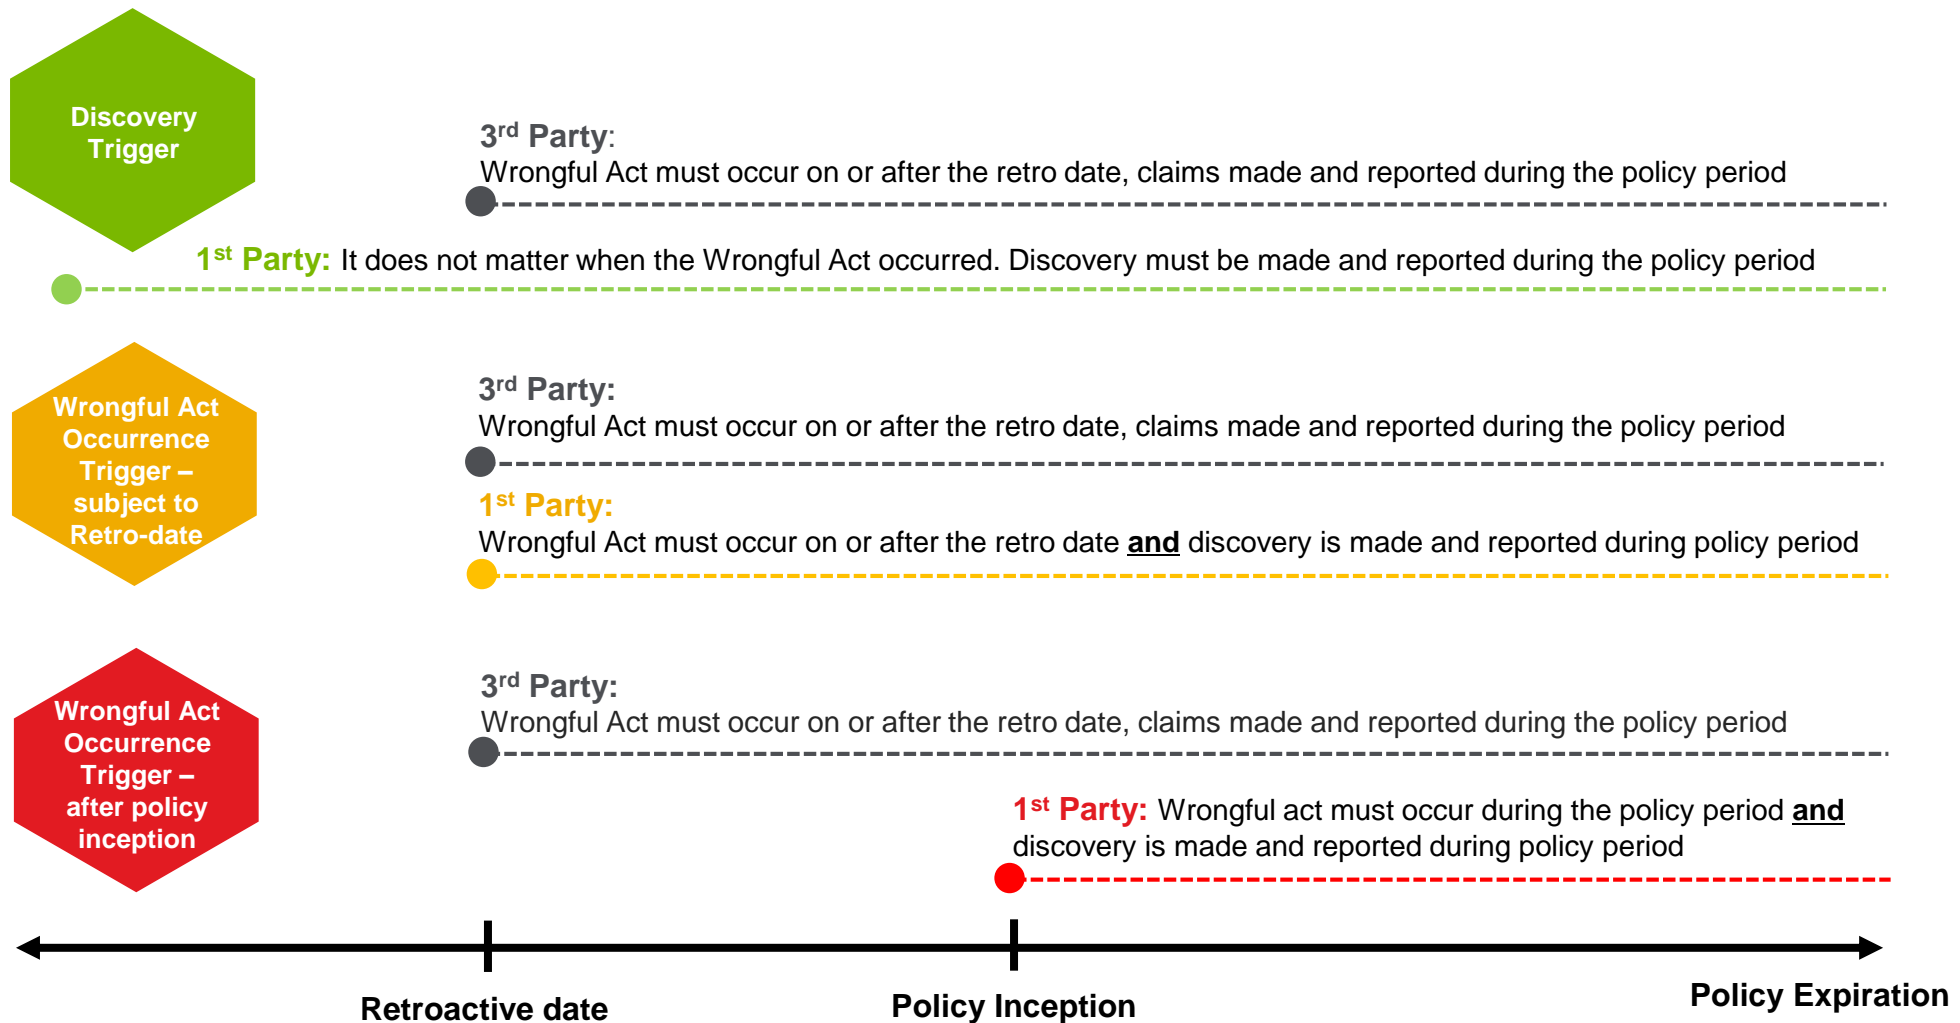 Discovery
Trigger
3rd Party:
Wrongful Act must occur on or after the retro date, claims made and reported during the policy period
1st Party: It does not matter when the Wrongful Act occurred. Discovery must be made and reported during the policy period
Wrongful Act
Occurrence
Trigger –
subject to
Retro-date
3rd Party:
Wrongful Act must occur on or after the retro date, claims made and reported during the policy period
1st Party:
Wrongful Act must occur on or after the retro date and discovery is made and reported during policy period
Wrongful Act
Occurrence
Trigger –
after policy
inception
3rd Party:
Wrongful Act must occur on or after the retro date, claims made and reported during the policy period
1st Party: Wrongful act must occur during the policy period and
discovery is made and reported during policy period
Retroactive date
Policy Inception
Policy Expiration